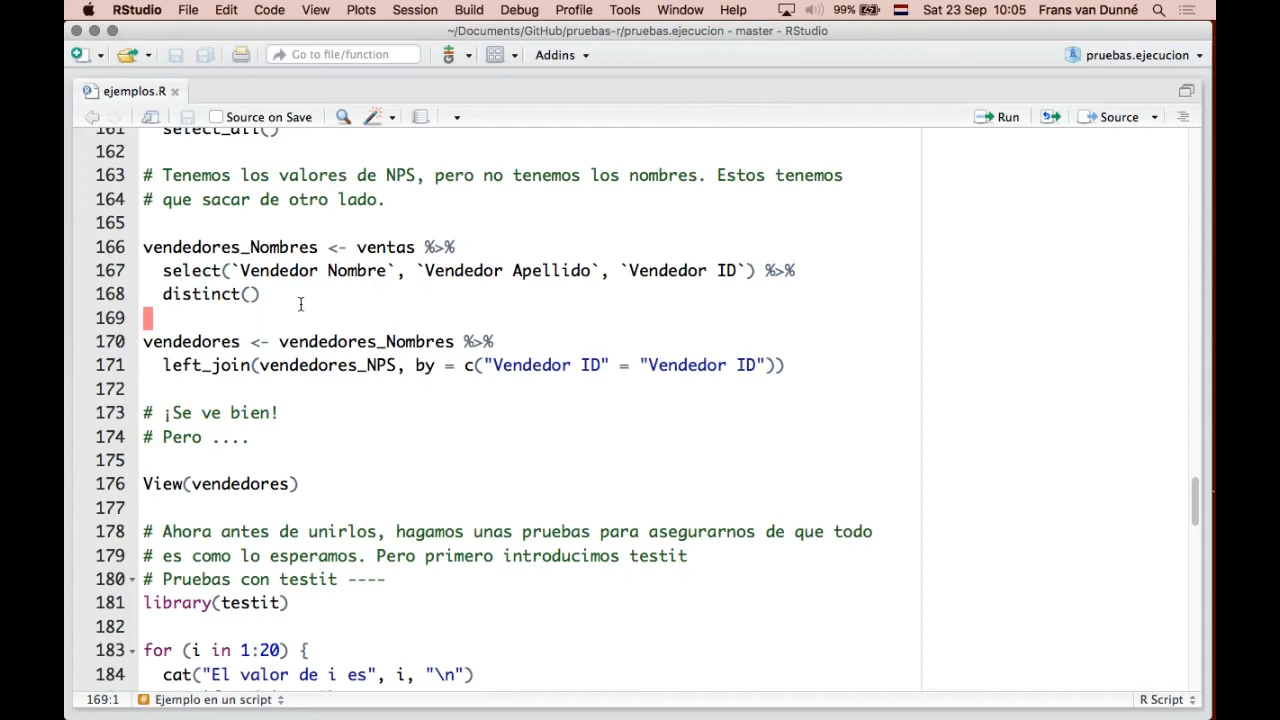 RStudio File Edit Code View Plots Session Build Debug Profile Tools Window Help 99% Sat 23 Sep 10:05 Frans van Dunné
~/Documents/GitHub/pruebas-r/pruebas.ejecucion - master - RStudio
Go to file/function Addins pruebas.ejecucion
ejemplos.R
Source on Save Run Source
161 select_all()
162
163 # Tenemos los valores de NPS, pero no tenemos los nombres. Estos tenemos
164 # que sacar de otro lado.
165
166 vendedores_Nombres <- ventas %>%
167 select(`Vendedor Nombre`, `Vendedor Apellido`, `Vendedor ID`) %>%
168 distinct()
169
170 vendedores <- vendedores_Nombres %>%
171 left_join(vendedores_NPS, by = c("Vendedor ID" = "Vendedor ID"))
172
173 # ¡Se ve bien!
174 # Pero ....
175
176 View(vendedores)
177
178 # Ahora antes de unirlos, hagamos unas pruebas para asegurarnos de que todo
179 # es como lo esperamos. Pero primero introducimos testit
180 # Pruebas con testit ----
181 library(testit)
182
183 for (i in 1:20) {
184 cat("El valor de i es", i, "\n")
169:1 # Ejemplo en un script R Script